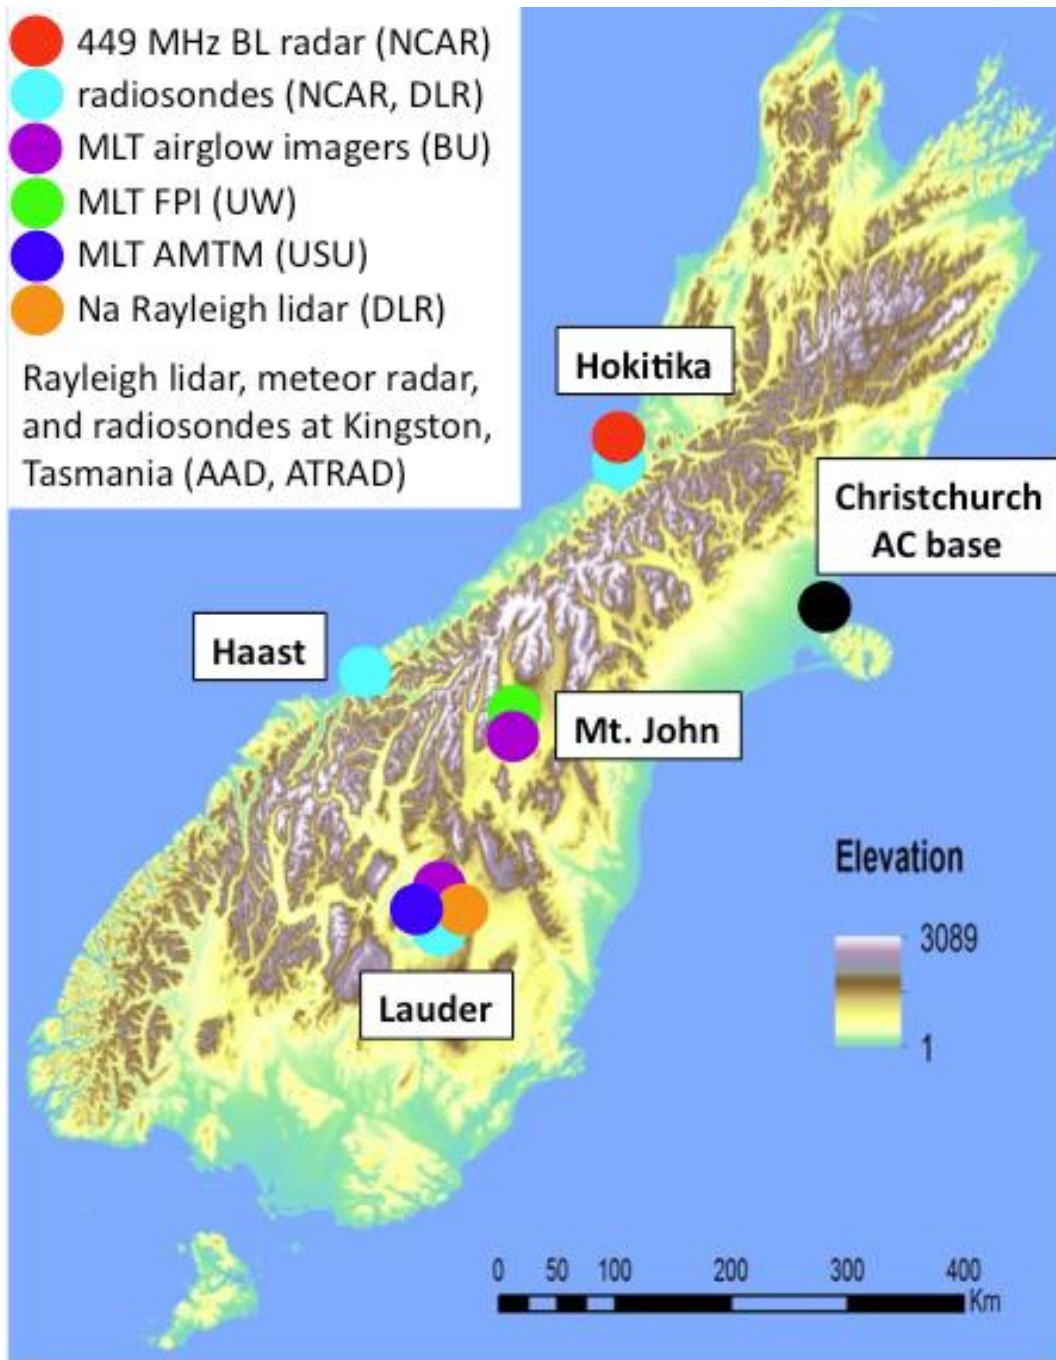 449 MHz BL radar (NCAR)
radiosondes (NCAR, DLR)
MLT airglow imagers (BU)
MLT FPI (UW)
MLT AMTM (USU)
Na Rayleigh lidar (DLR)
Rayleigh lidar, meteor radar,
and radiosondes at Kingston,
Tasmania (AAD, ATRAD)
Hokitika
Christchurch
AC base
Haast
Mt. John
Lauder
Elevation
3089
1
0 50 100 200 300 400
Km